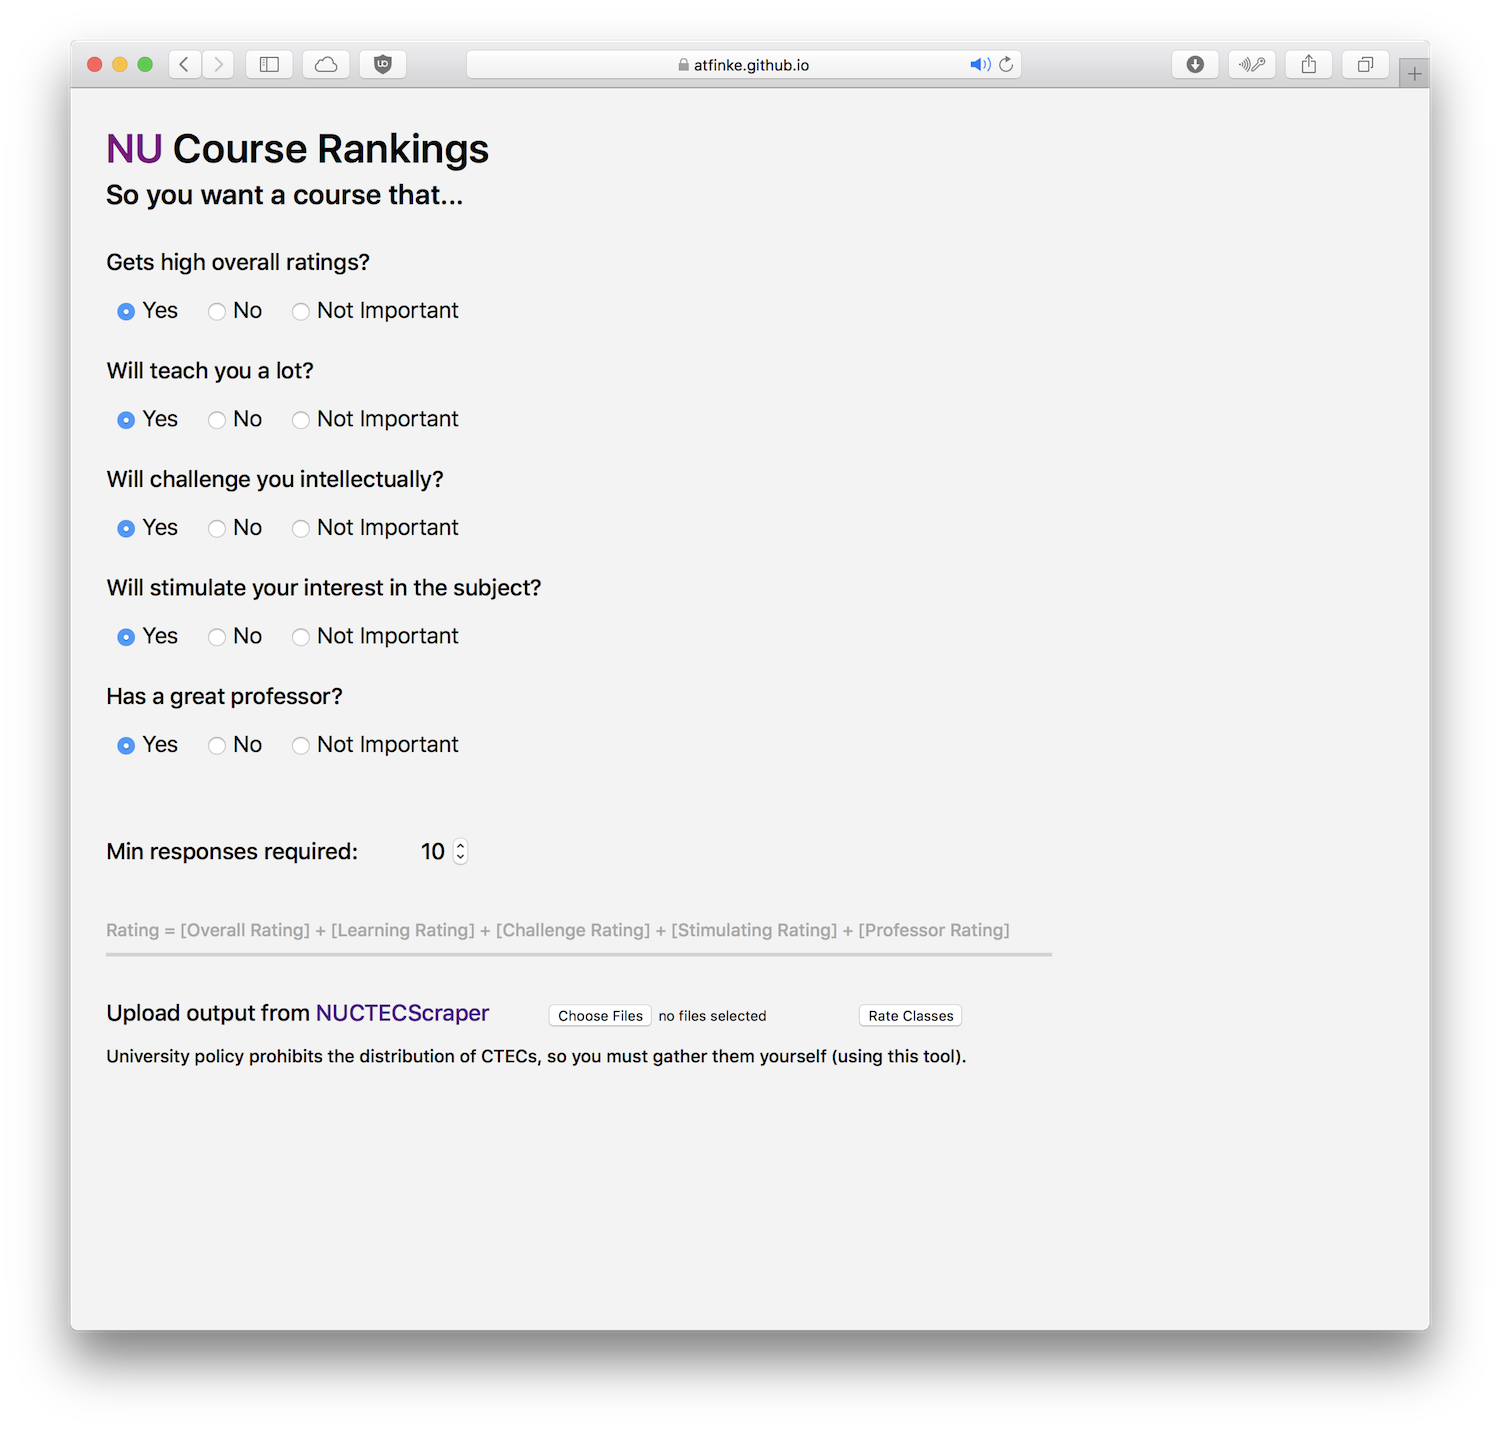 atfinke.github.io
NU Course Rankings
So you want a course that...
Gets high overall ratings?
Yes No Not Important
Will teach you a lot?
Yes No Not Important
Will challenge you intellectually?
Yes No Not Important
Will stimulate your interest in the subject?
Yes No Not Important
Has a great professor?
Yes No Not Important
Min responses required: 10
Rating = [Overall Rating] + [Learning Rating] + [Challenge Rating] + [Stimulating Rating] + [Professor Rating]
Upload output from NUCTECScraper Choose Files no files selected Rate Classes
University policy prohibits the distribution of CTECs, so you must gather them yourself (using this tool).